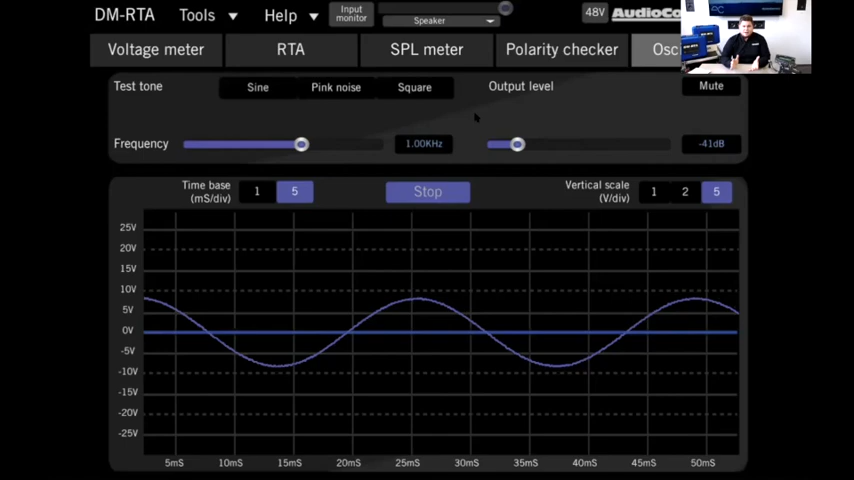 DM-RTA Tools Help Input monitor Speaker 48V AudioCo
Voltage meter RTA SPL meter Polarity checker Osc
Test tone Sine Pink noise Square Output level Mute
Frequency 1.00KHz -41dB
Time base (mS/div) 1 5 Stop Vertical scale (V/div) 1 2 5
25V
20V
15V
10V
5V
0V
-5V
-10V
-15V
-20V
-25V
5mS 10mS 15mS 20mS 25mS 30mS 35mS 40mS 45mS 50mS